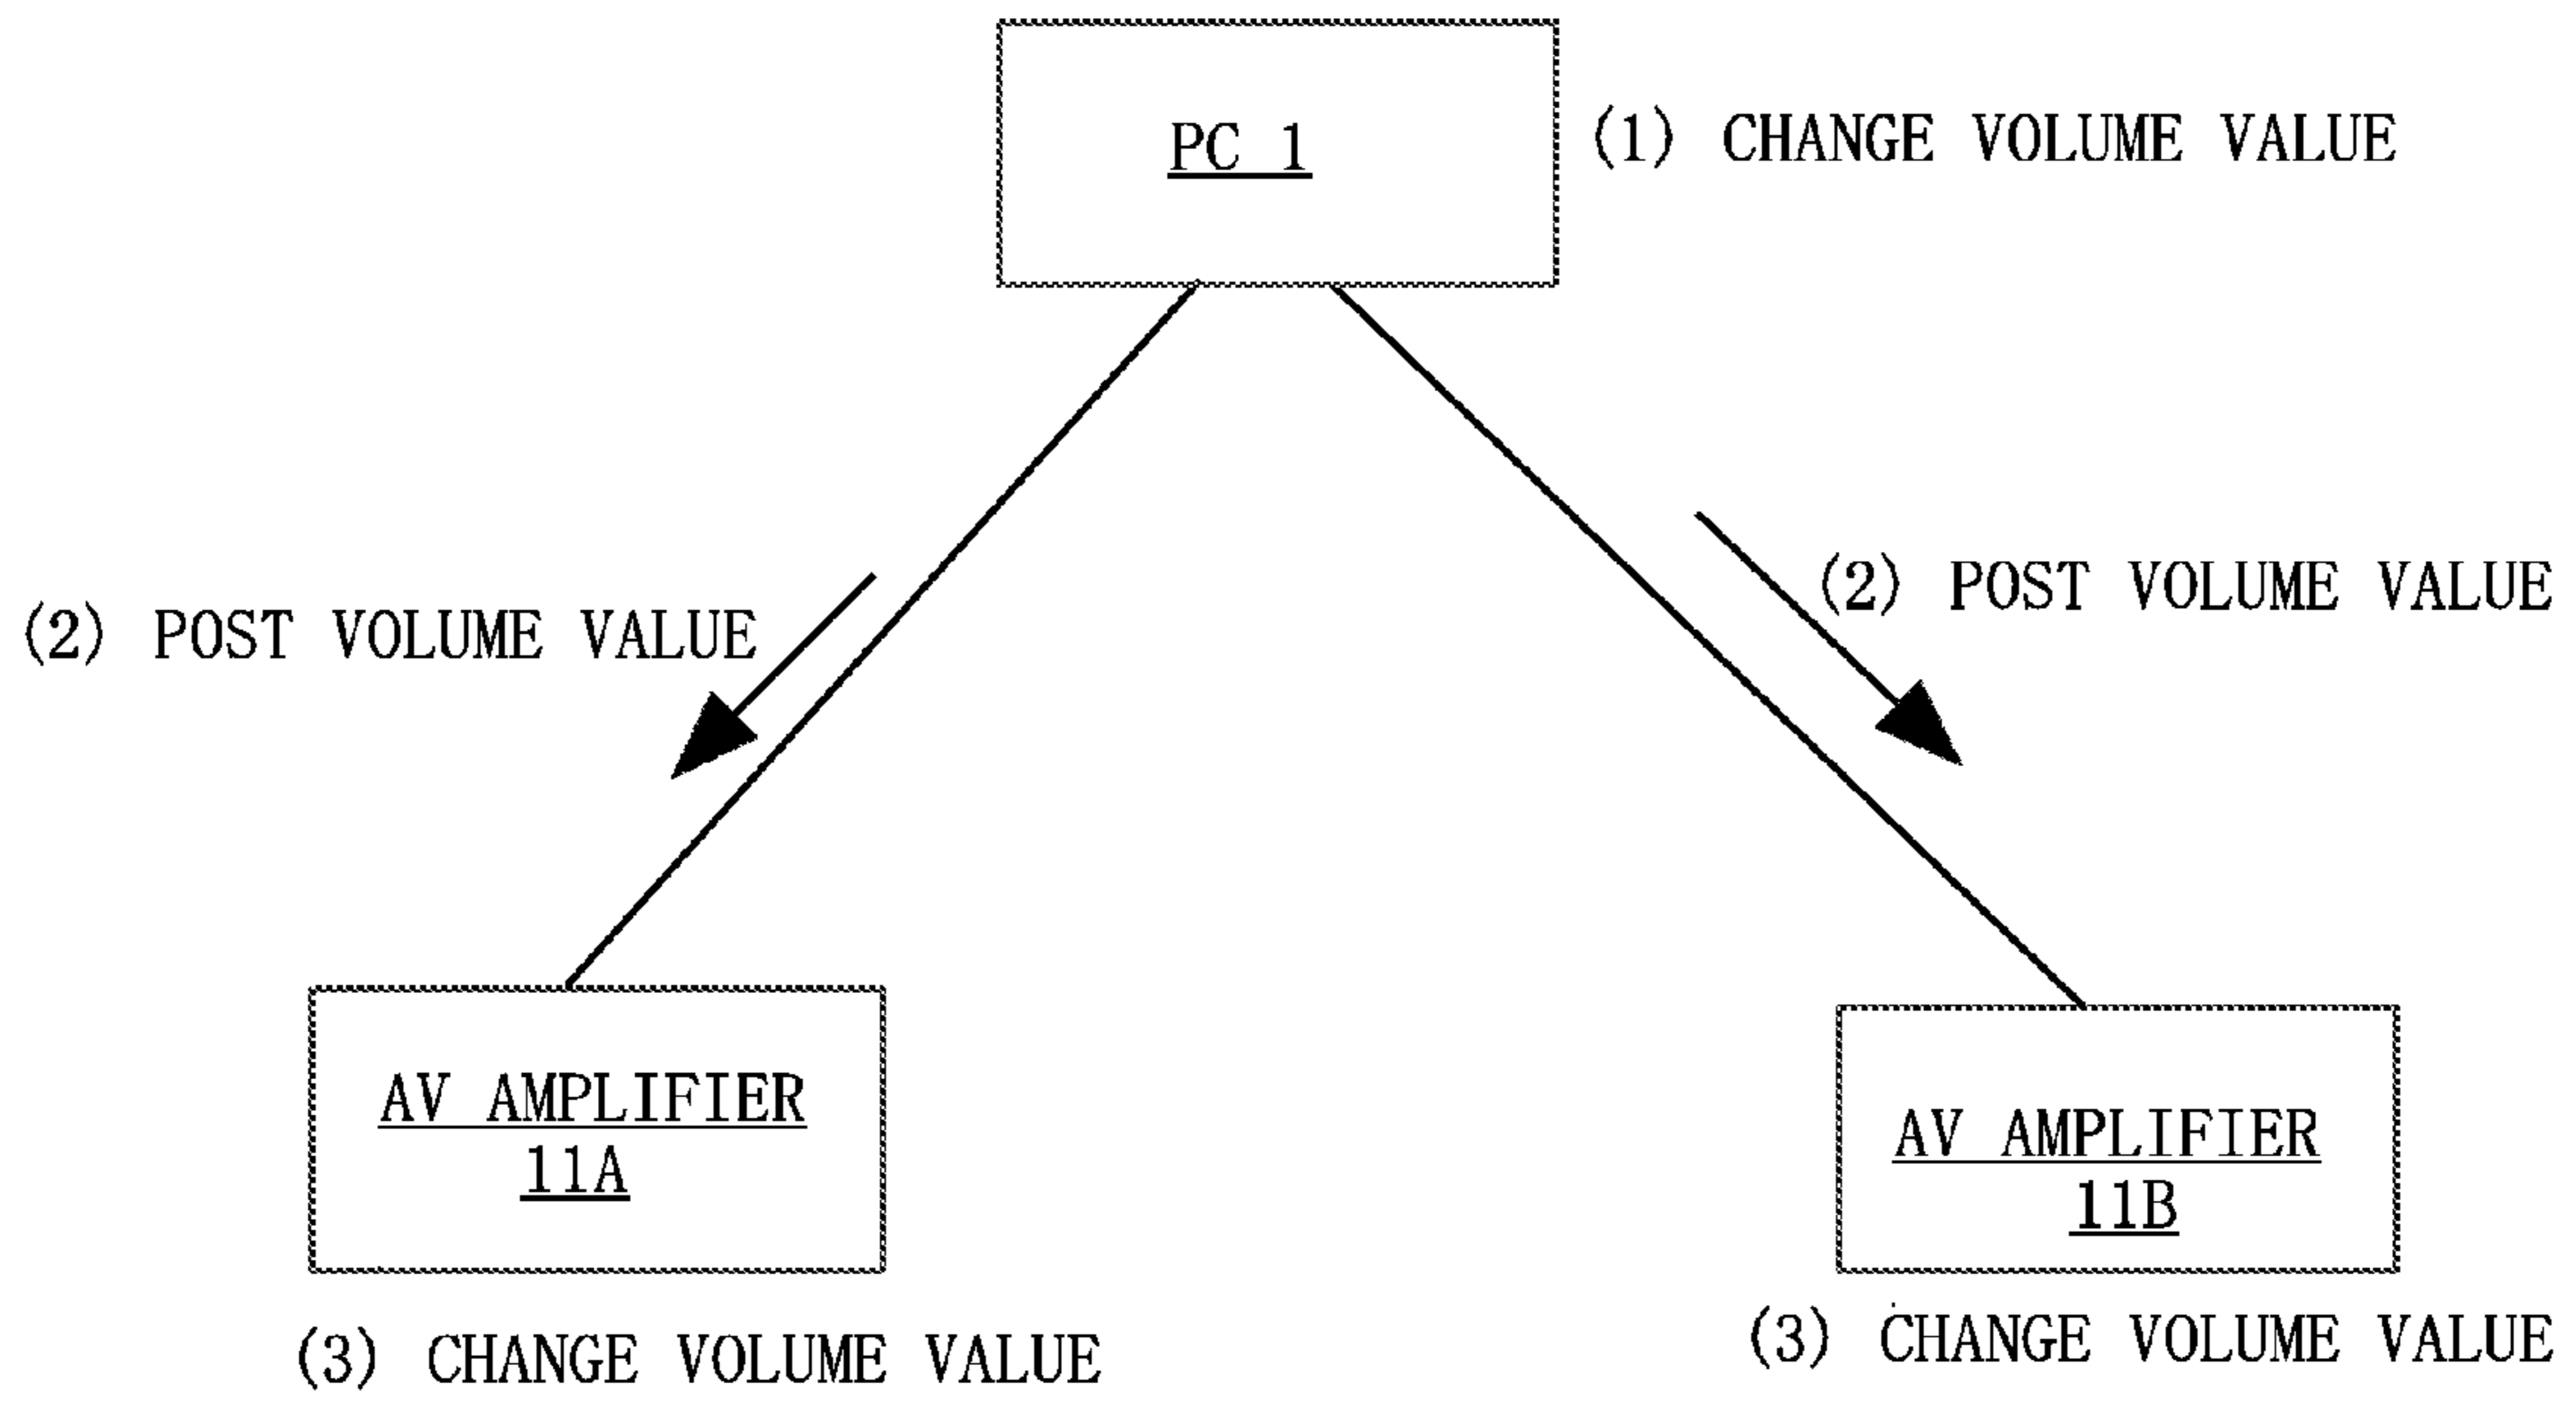 PC 1
(1) CHANGE VOLUME VALUE
(2) POST VOLUME VALUE
(2) POST VOLUME VALUE
AV AMPLIFIER
11A
AV AMPLIFIER
11B
(3) CHANGE VOLUME VALUE
(3) CHANGE VOLUME VALUE